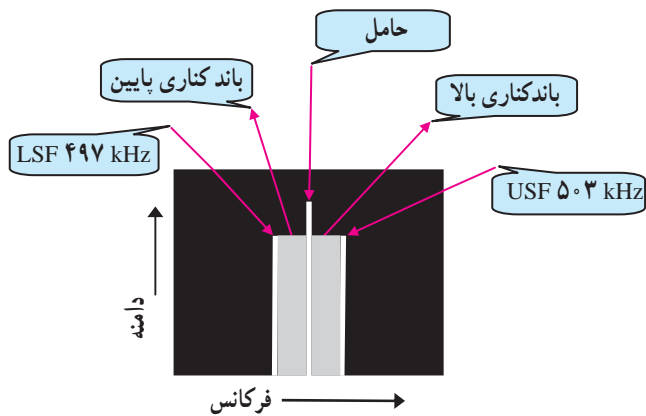 حامل
باند کناری پایین
باندکناری بالا
LSF ۴۹۷ kHz
USF ۵۰۳ kHz
دامنه
فرکانس